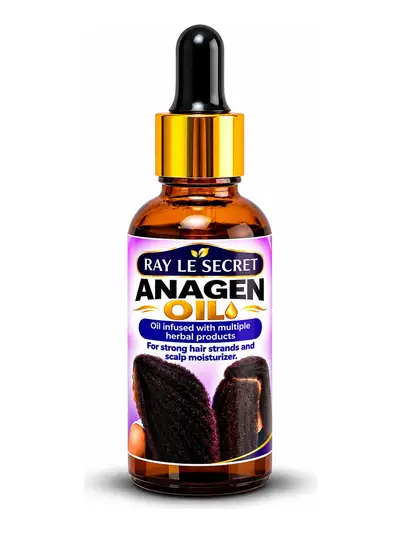 RAY LE SECRET
ANAGEN
OIL
Oil infused with multiple
herbal products
For strong hair strands and
scalp moisturizer.